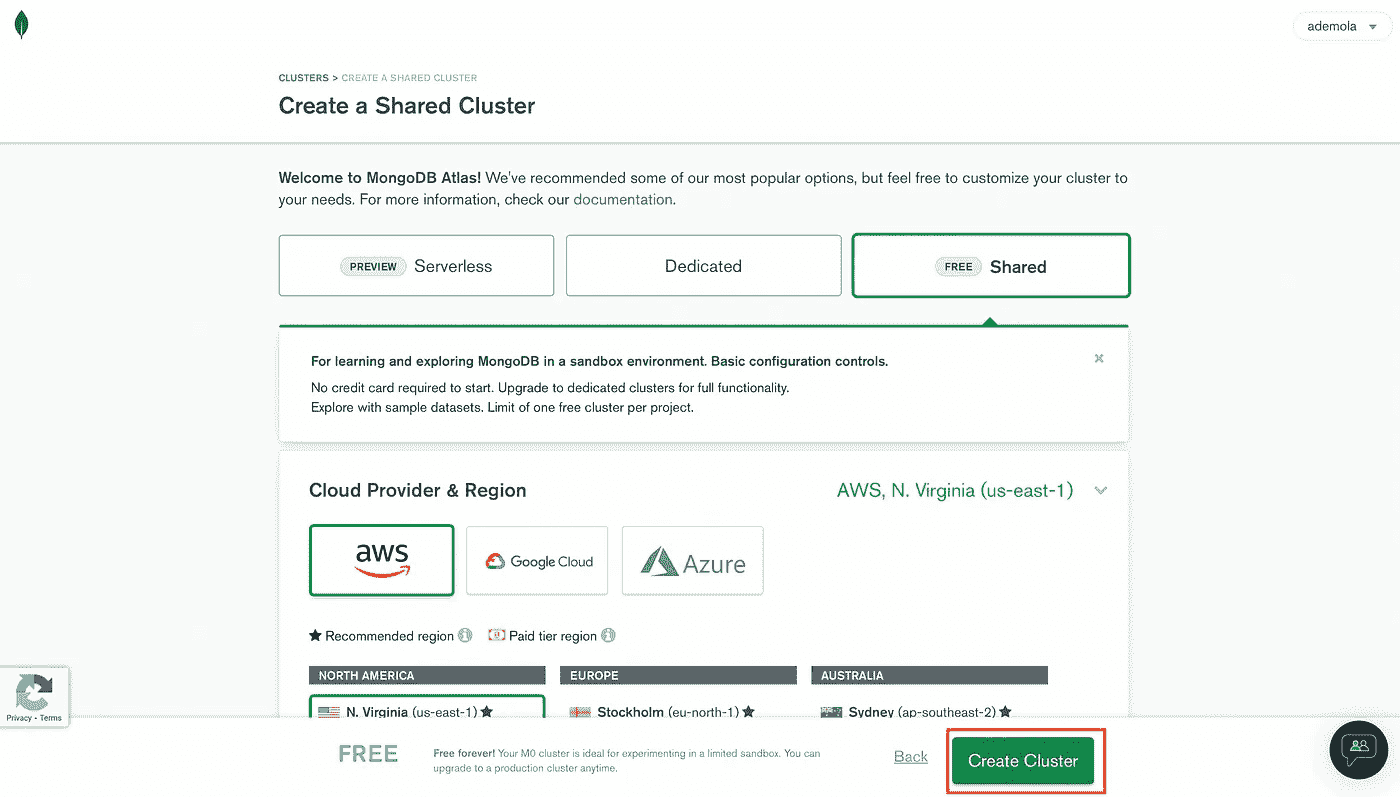 ademola
CLUSTERS > CREATE A SHARED CLUSTER
Create a Shared Cluster
Welcome to MongoDB Atlas! We've recommended some of our most popular options, but feel free to customize your cluster to
your needs. For more information, check our documentation.
PREVIEW Serverless
Dedicated
FREE Shared
For learning and exploring MongoDB in a sandbox environment. Basic configuration controls.
No credit card required to start. Upgrade to dedicated clusters for full functionality.
Explore with sample datasets. Limit of one free cluster per project.
Cloud Provider & Region
AWS, N. Virginia (us-east-1)
aws
Google Cloud
Azure
★ Recommended region
Paid tier region
NORTH AMERICA
EUROPE
AUSTRALIA
N. Virginia (us-east-1) ★
Stockholm (eu-north-1) ★
Sydney (ap-southeast-2) ★
Privacy - Terms
FREE
Free forever! Your M0 cluster is ideal for experimenting in a limited sandbox. You can
upgrade to a production cluster anytime.
Back
Create Cluster